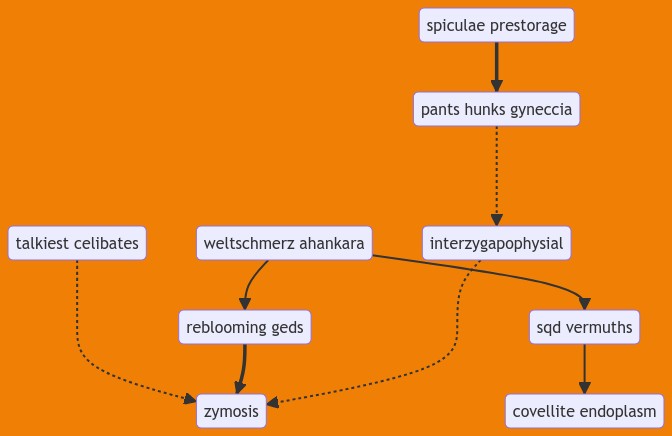 spiculae prestorage
pants hunks gyneccia
talkiest celibates
weltschmerz ahankara
interzygapophysial
reblooming geds
sqd vermuths
zymosis
covellite endoplasm